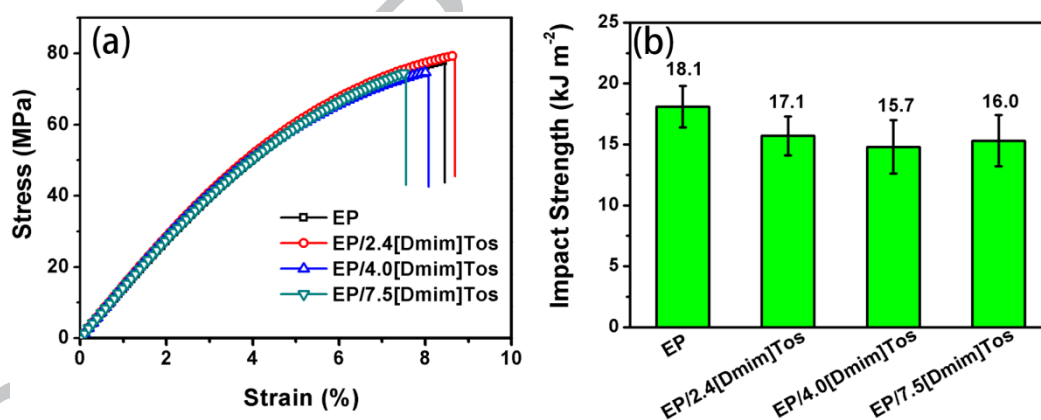 (a)
80
60
40
20
0
0 2 4 6 8 10
Stress (MPa)
Strain (%)
EP
EP/2.4[Dmim]Tos
EP/4.0[Dmim]Tos
EP/7.5[Dmim]Tos
(b)
25
20
15
10
5
0
Impact Strength (kJ m⁻²)
18.1
17.1
15.7
16.0
EP
EP/2.4[Dmim]Tos
EP/4.0[Dmim]Tos
EP/7.5[Dmim]Tos